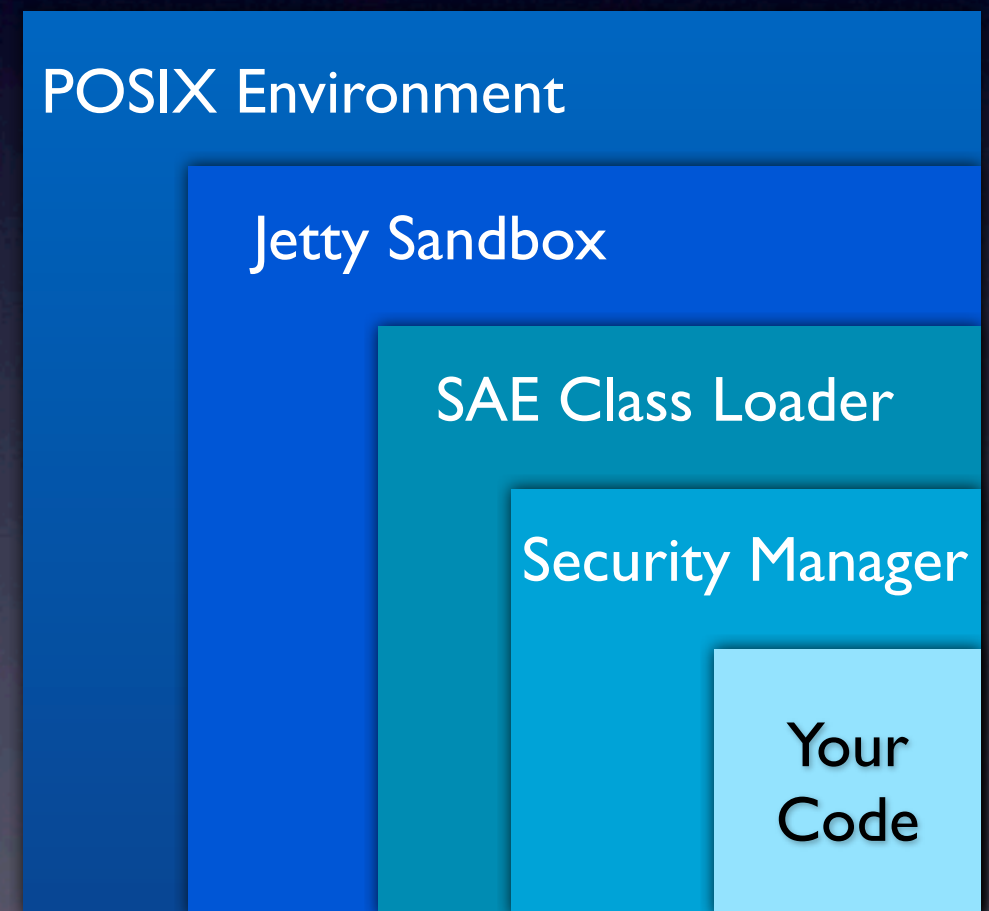 POSIX Environment
Jetty Sandbox
SAE Class Loader
Security Manager
Your
Code